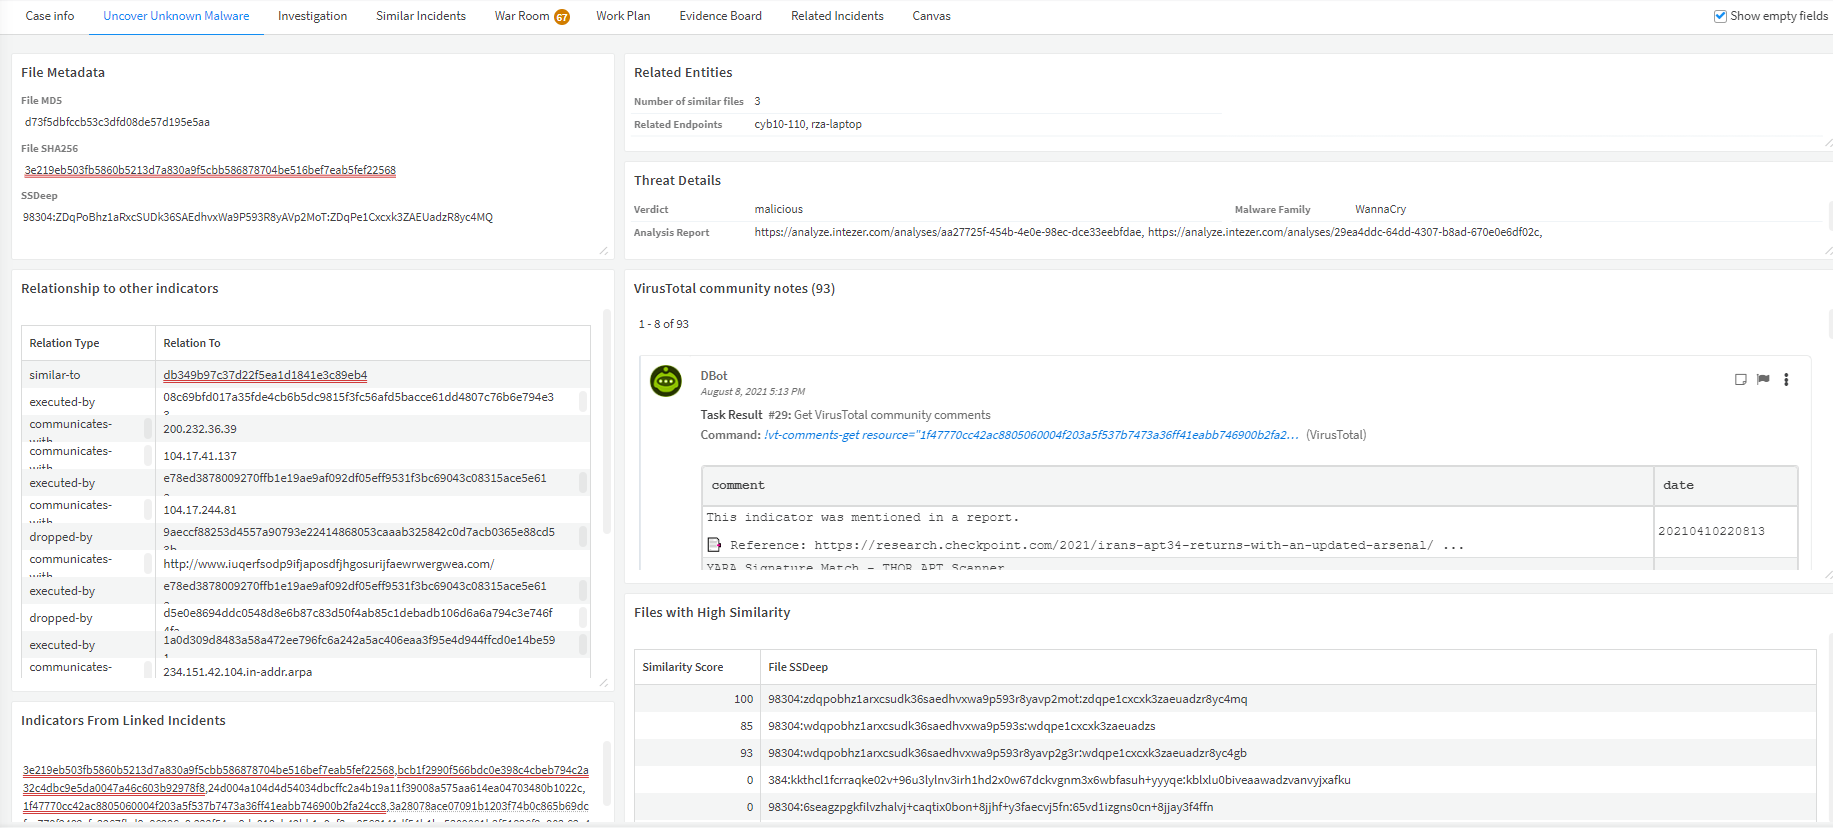 Case info Uncover Unknown Malware Investigation Similar Incidents War Room 67 Work Plan Evidence Board Related Incidents Canvas Show empty fields
File Metadata
File MD5
d73f5dbfccb53c3dfd08de57d195e5aa
File SHA256
3e219eb503fb5860b5213d7a830a9f5cbb586878704be516bef7eab5fef22568
SSDeep
98304:ZDqPoBhz1aRxcSUDk36SAEdhvxWa9P593R8yAVp2MoT:ZDqPe1Cxcxk3ZAEUadzR8yc4MQ
Related Entities
Number of similar files 3
Related Endpoints cyb10-110, rza-laptop
Threat Details
Verdict malicious Malware Family WannaCry
Analysis Report https://analyze.intezer.com/analyses/aa27725f-454b-4e0e-98ec-dce33eebfdae, https://analyze.intezer.com/analyses/29ea4ddc-64dd-4307-b8ad-670e0e6df02c,
Relationship to other indicators
Relation Type Relation To
similar-to db349b97c37d22f5ea1d1841e3c89eb4
executed-by 08c69bfd017a35fde4cb6b5dc9815f3fc56afd5bacce61dd4807c76b6e794e3
communicates-with 200.232.36.39
communicates-with 104.17.41.137
executed-by e78ed3878009270ffb1e19ae9af092df05eff9531f3bc69043c08315ace5e61
communicates-with 104.17.244.81
dropped-by 9aeccf88253d4557a90793e22414868053caaab325842c0d7acb0365e88cd5
communicates-with http://www.iuqerfsodp9ifjaposdfjhgosurijfaewrwergwea.com/
executed-by e78ed3878009270ffb1e19ae9af092df05eff9531f3bc69043c08315ace5e61
dropped-by d5e0e8694ddc0548d8e6b87c83d50f4ab85c1debadb106d6a6a794c3e746f
executed-by 1a0d309d8483a58a472ee796fc6a242a5ac406eaa3f95e4d944ffcd0e14be59
communicates- 234.151.42.104.in-addr.arpa
VirusTotal community notes (93)
1 - 8 of 93
DBot
August 8, 2021 5:13 PM
Task Result #29: Get VirusTotal community comments
Command: !vt-comments-get resource="1f47770cc42ac8805060004f203a5f537b7473a36ff41eabb746900b2fa2... (VirusTotal)
comment date
This indicator was mentioned in a report.
20210410220813
Reference: https://research.checkpoint.com/2021/irans-apt34-returns-with-an-updated-arsenal/ ...
YARA Signature Match - THOR APT Scanner
Files with High Similarity
Similarity Score File SSDeep
100 98304:zdqpobhz1arxcsudk36saedhvxwa9p593r8yavp2mot:zdqpe1cxcxk3zaeuadzr8yc4mq
85 98304:wdqpobhz1arxcsudk36saedhvxwa9p593s:wdqpe1cxcxk3zaeuadzs
93 98304:wdqpobhz1arxcsudk36saedhvxwa9p593r8yavp2g3r:wdqpe1cxcxk3zaeuadzr8yc4gb
0 384:kkthcl1fcrraqke02v+96u3lylnv3irh1hd2x0w67dckvgnm3x6wbfasuh+yyyqe:kblxlu0biveaawadzvanvyjxafku
0 98304:6seagzpgkfilvzhalvj+caqtix0bon+8jjhf+y3faecvj5fn:65vd1izgns0cn+8jjay3f4ffn
Indicators From Linked Incidents
3e219eb503fb5860b5213d7a830a9f5cbb586878704be516bef7eab5fef22568,bcb1f2990f566bdc0e398c4cbeb794c2a
32c4dbc9e5da0047a46c603b92978f8,24d004a104d4d54034dbcffc2a4b19a11f39008a575aa614ea04703480b1022c,
1f47770cc42ac8805060004f203a5f537b7473a36ff41eabb746900b2fa24cc8,3a28078ace07091b1203f74b0c865b69dc